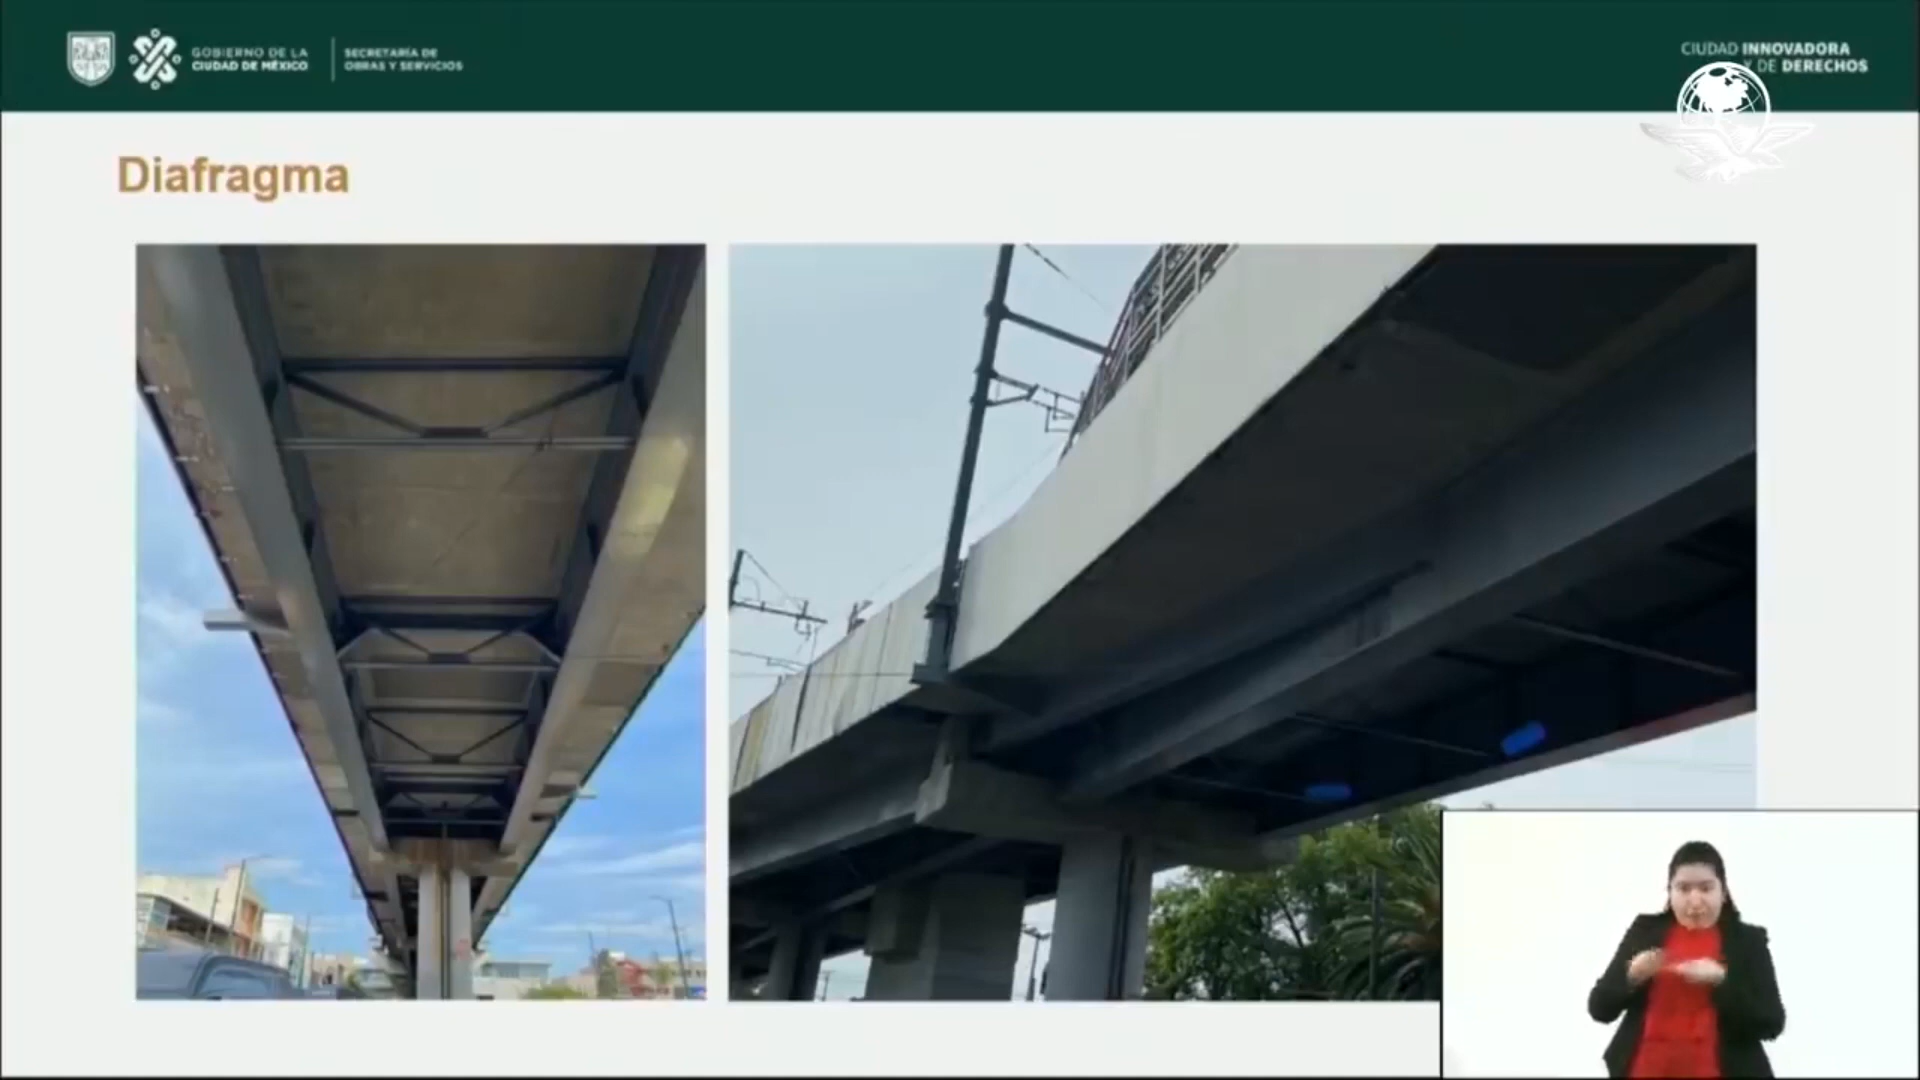 GOBIERNO DE LA
CIUDAD DE MÉXICO
SECRETARÍA DE
OBRAS Y SERVICIOS
CIUDAD INNOVADORA
Y DE DERECHOS
Diafragma